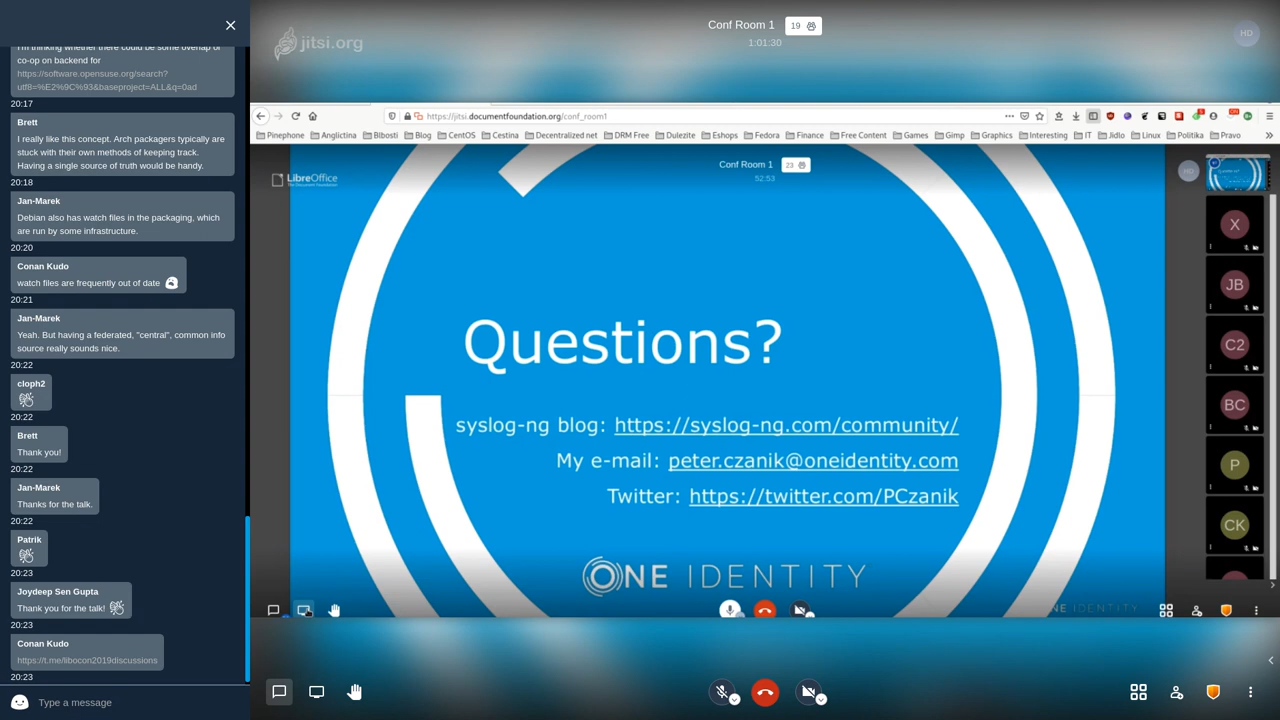 I'm thinking whether there could be some overlap or
co-op on backend for
https://software.opensuse.org/search?
utf8=%E2%9C%93&baseproject=ALL&q=0ad
20:17
Brett
I really like this concept. Arch packagers typically are
stuck with their own methods of keeping track.
Having a single source of truth would be handy.
20:18
Jan-Marek
Debian also has watch files in the packaging, which
are run by some infrastructure.
20:20
Conan Kudo
watch files are frequently out of date
20:21
Jan-Marek
Yeah. But having a federated, "central", common info
source really sounds nice.
20:22
cloph2
20:22
Brett
Thank you!
20:22
Jan-Marek
Thanks for the talk.
20:22
Patrik
20:23
Joydeep Sen Gupta
Thank you for the talk!
20:23
Conan Kudo
https://t.me/libocon2019discussions
20:23
Type a message
jitsi.org
Conf Room 1 19
1:01:30
HD
https://jitsi.documentfoundation.org/conf_room1
Pinephone Anglictina Bibosti Blog CentOS Cestina Decentralized net DRM Free Dulezite Eshops Fedora Finance Free Content Games Gimp Graphics Interesting IT Jidlo Linux Politika Pravo
LibreOffice
The Document Foundation
Conf Room 1 23
52:53
HD
Questions?
syslog-ng blog: https://syslog-ng.com/community/
My e-mail: peter.czanik@oneidentity.com
Twitter: https://twitter.com/PCzanik
ONE IDENTITY
NE IDENTITY
X
JB
C2
BC
P
CK